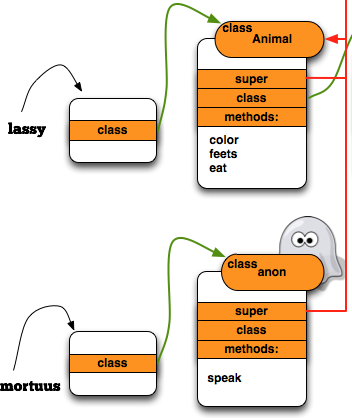 class
Animal
super
class
methods:
lassy
class
color
feets
eat
class
anon
super
class
methods:
mortuus
class
speak